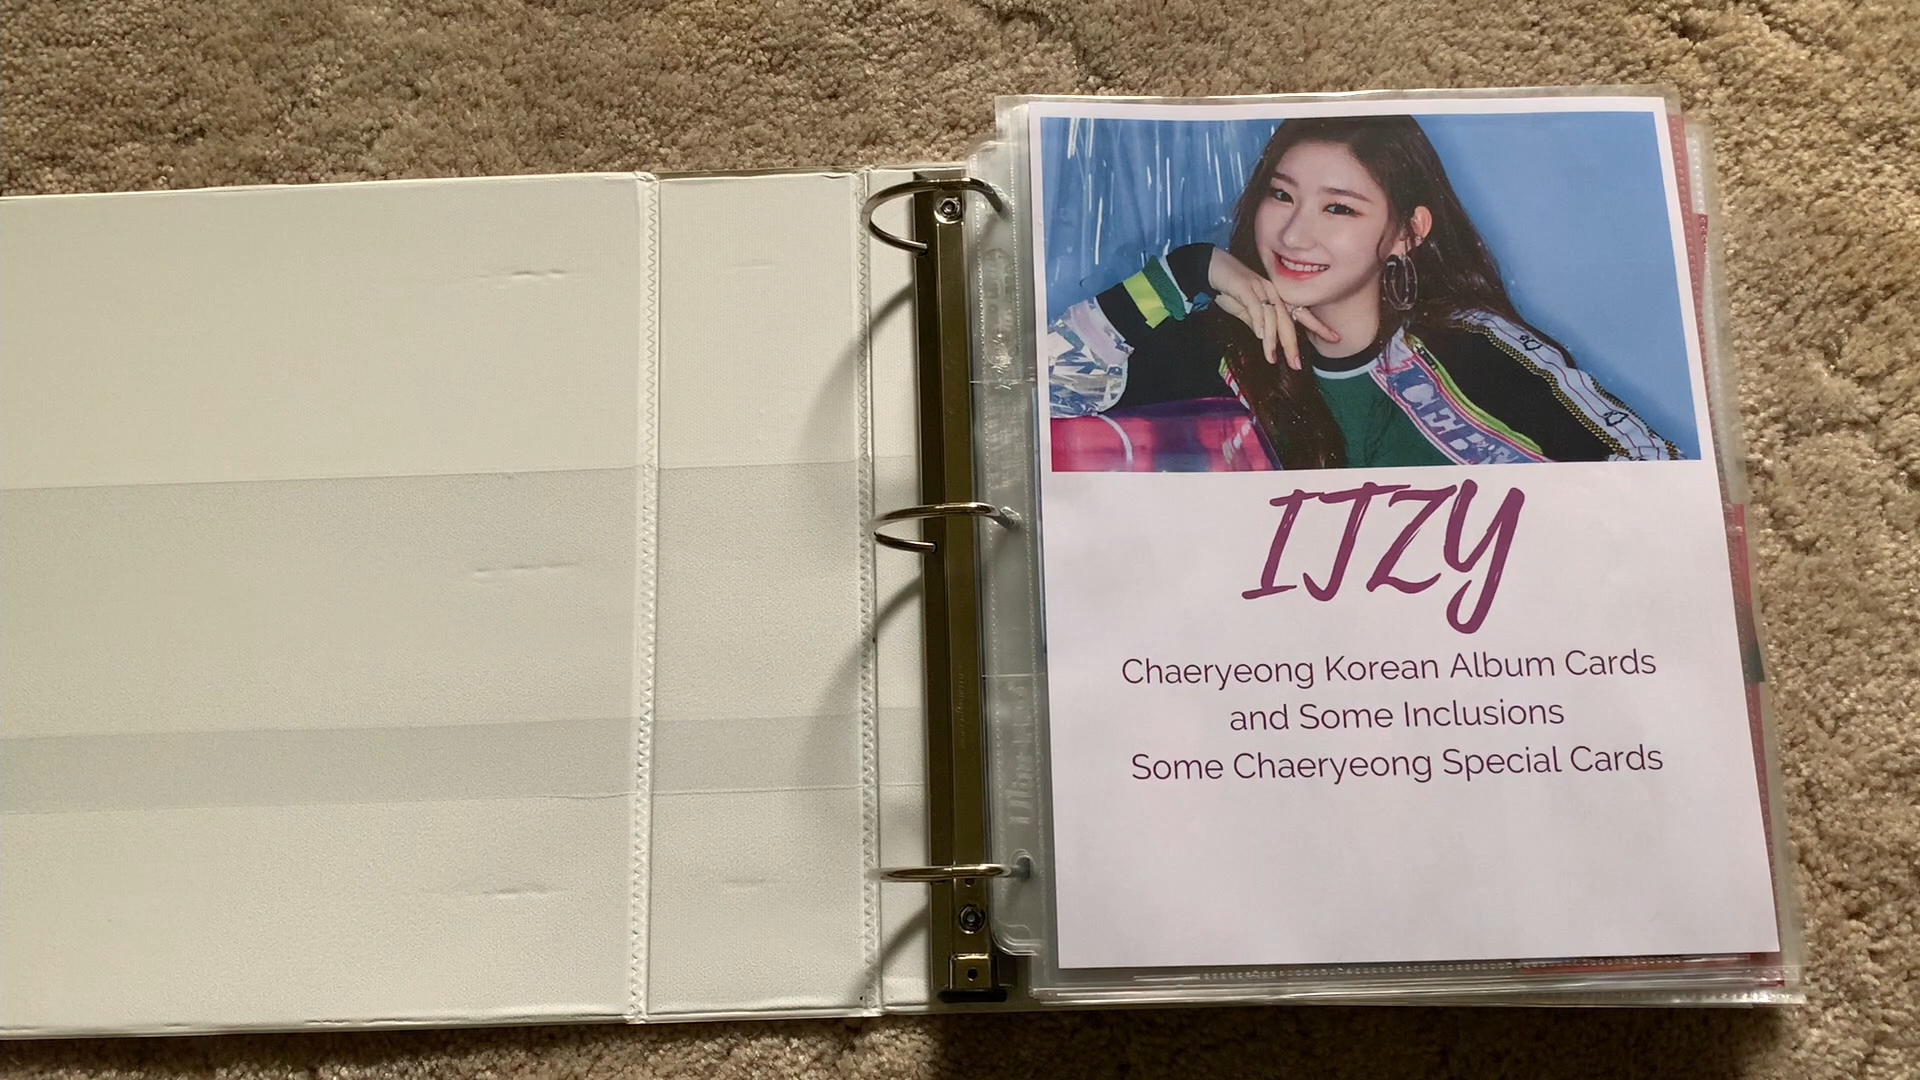 ITZY
Chaeryeong Korean Album Cards
and Some Inclusions
Some Chaeryeong Special Cards